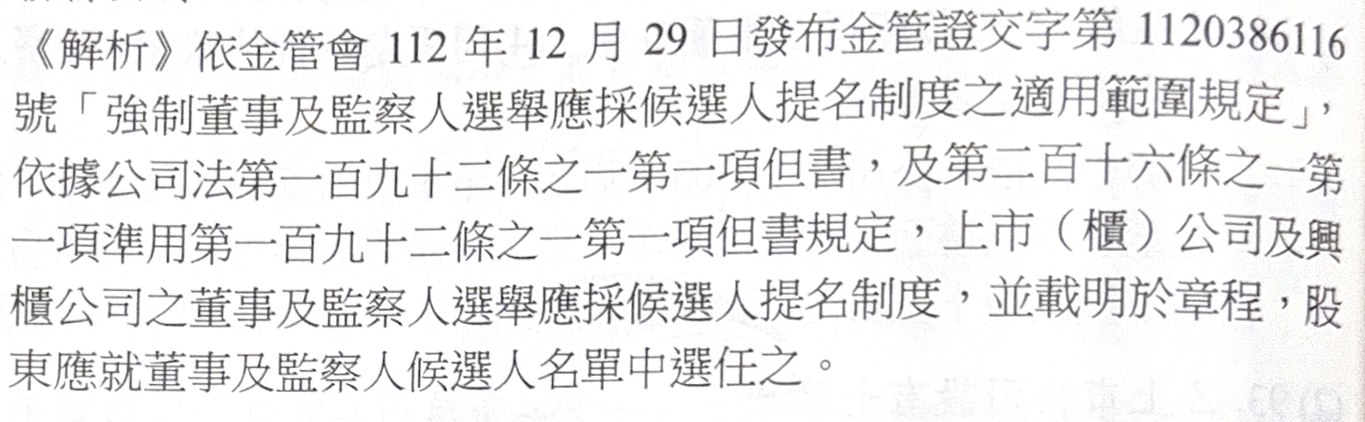 《解析》依金管會 112 年 12 月 29 日發布金管證交字第 1120386116
號「強制董事及監察人選舉應採候選人提名制度之適用範圍規定」，
依據公司法第一百九十二條之一第一項但書，及第二百十六條之一第
一項準用第一百九十二條之一第一項但書規定，上市（櫃）公司及興
櫃公司之董事及監察人選舉應採候選人提名制度，並載明於章程，股
東應就董事及監察人候選人名單中選任之。